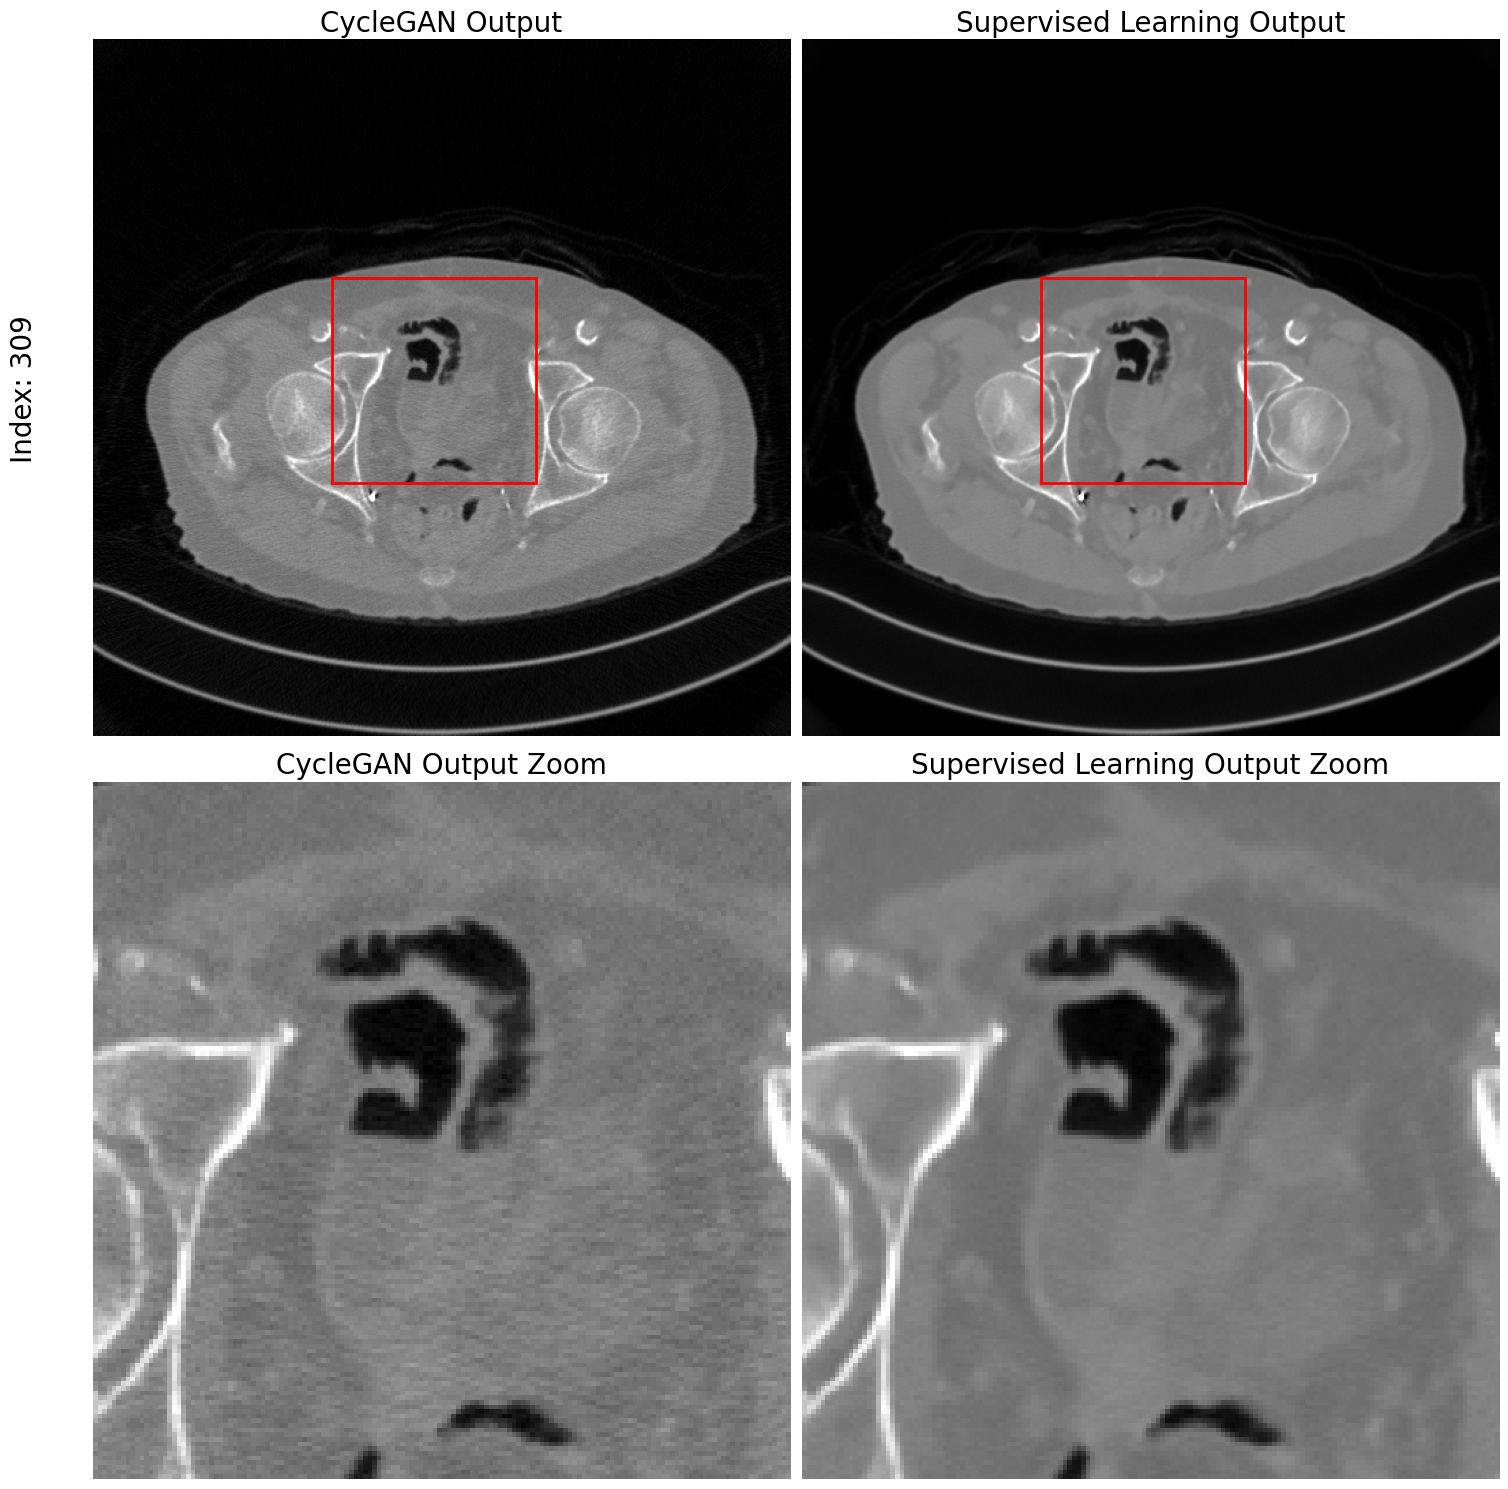 CycleGAN Output
Supervised Learning Output
Index: 309
CycleGAN Output Zoom
Supervised Learning Output Zoom